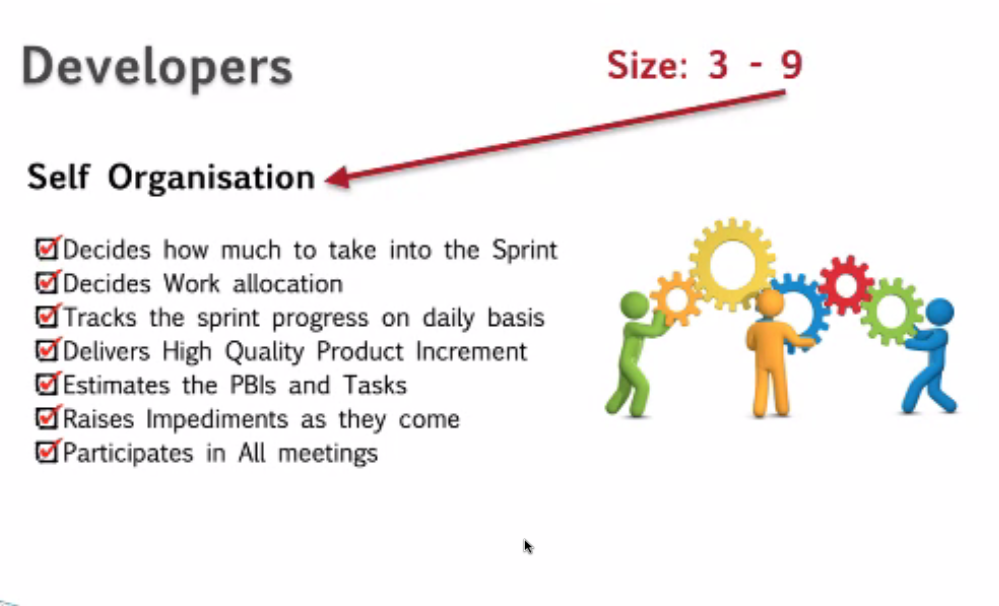 Developers
Size: 3 - 9
Self Organisation
Decides how much to take into the Sprint
Decides Work allocation
Tracks the sprint progress on daily basis
Delivers High Quality Product Increment
Estimates the PBIs and Tasks
Raises Impediments as they come
Participates in All meetings